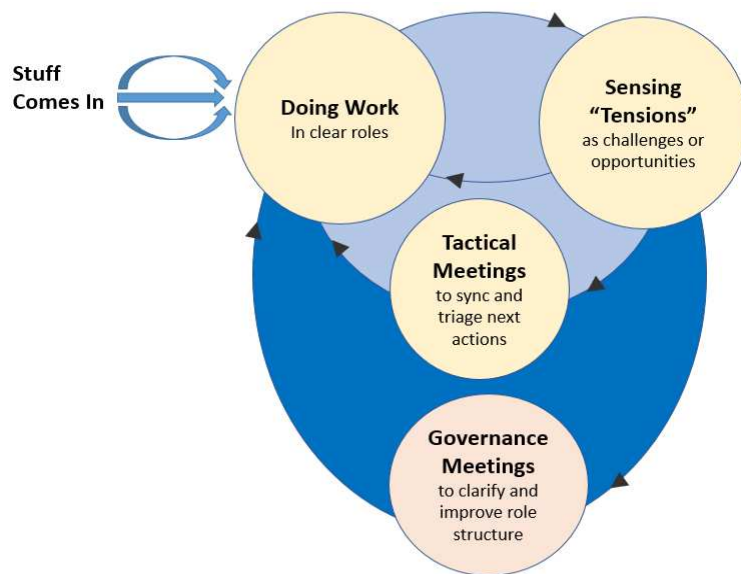 Stuff
Comes In
Doing Work
In clear roles
Sensing
“Tensions”
as challenges or
opportunities
Tactical
Meetings
to sync and
triage next
actions
Governance
Meetings
to clarify and
improve role
structure